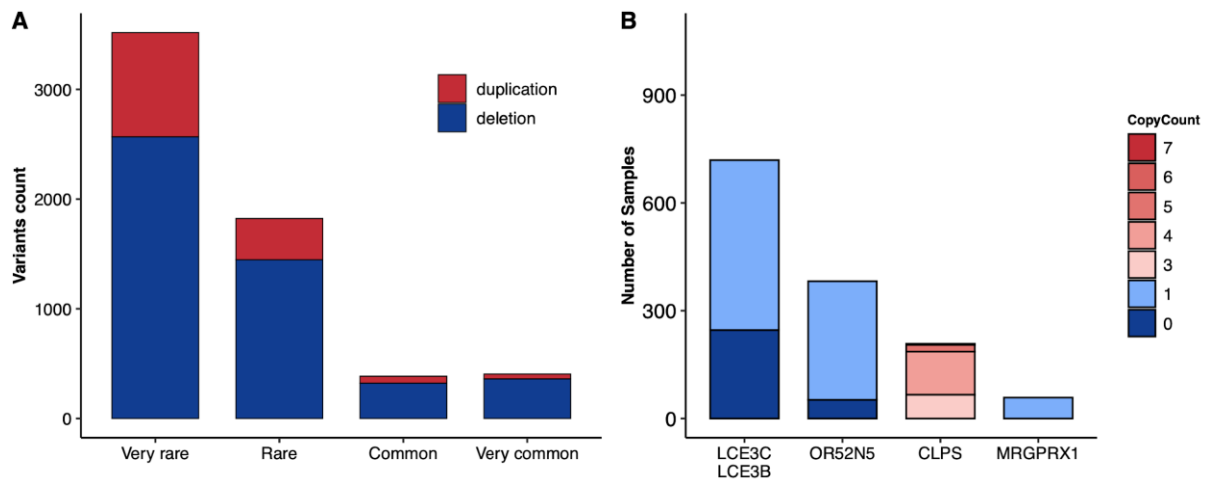 A
Variants count
3000
2000
1000
0
Very rare
Rare
Common
Very common
duplication
deletion
B
Number of Samples
900
600
300
0
LCE3C
LCE3B
OR52N5
CLPS
MRGPRX1
CopyCount
7
6
5
4
3
1
0